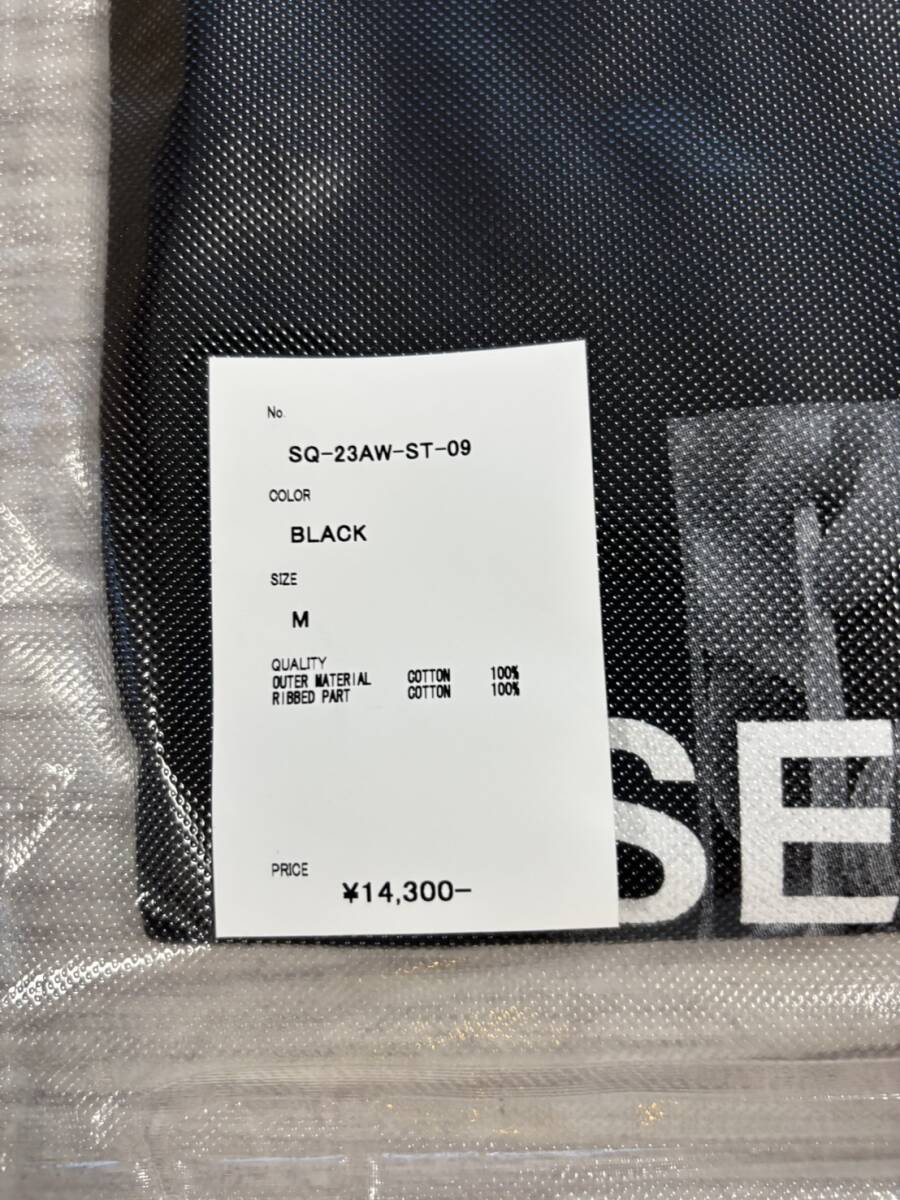 No.
SQ-23AW-ST-09
COLOR
BLACK
SIZE
M
QUALITY
OUTER MATERIAL COTTON 100%
RIBBED PART COTTON 100%
PRICE
¥14,300-
SE